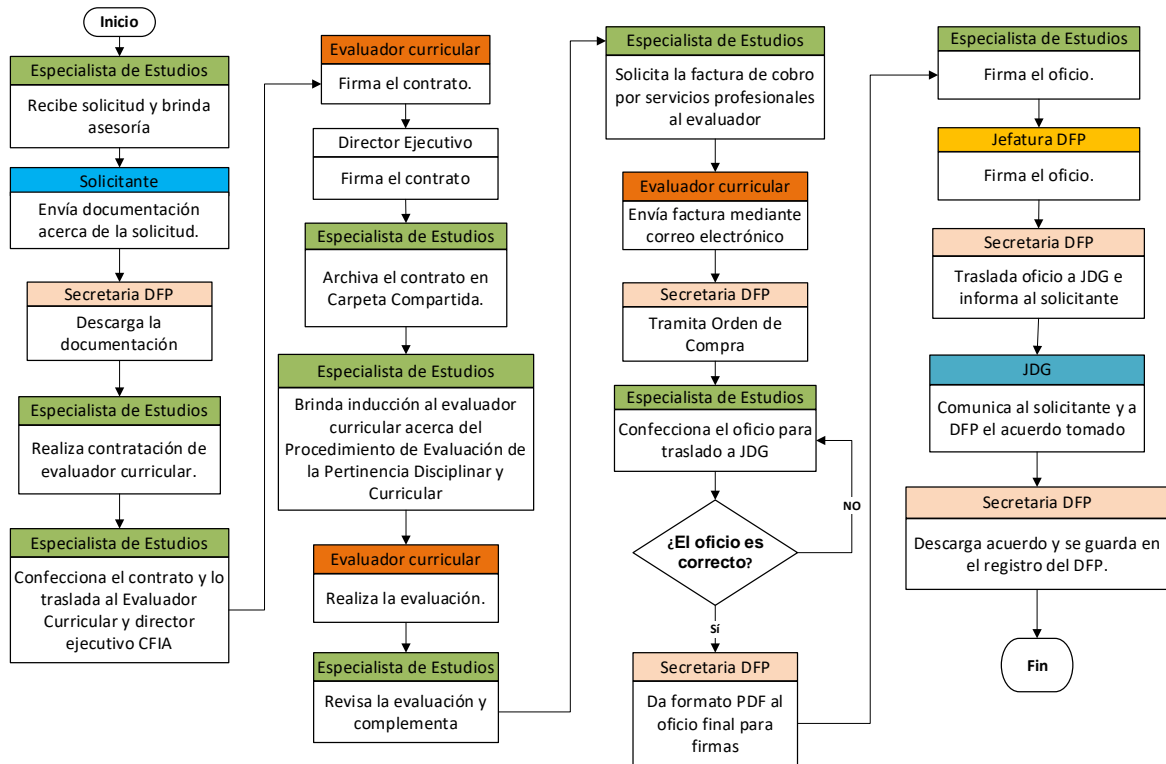 Inicio
Especialista de Estudios
Recibe solicitud y brinda
asesoría
Solicitante
Envía documentación
acerca de la solicitud.
Secretaria DFP
Descarga la
documentación
Especialista de Estudios
Realiza contratación de
evaluador curricular.
Especialista de Estudios
Confecciona el contrato y lo
traslada al Evaluador
Curricular y director
ejecutivo CFIA
Evaluador curricular
Firma el contrato.
Director Ejecutivo
Firma el contrato
Especialista de Estudios
Archiva el contrato en
Carpeta Compartida.
Especialista de Estudios
Brinda inducción al evaluador
curricular acerca del
Procedimiento de Evaluación de
la Pertinencia Disciplinar y
Curricular
Evaluador curricular
Realiza la evaluación.
Especialista de Estudios
Revisa la evaluación y
complementa
Especialista de Estudios
Solicita la factura de cobro
por servicios profesionales
al evaluador
Evaluador curricular
Envía factura mediante
correo electrónico
Secretaria DFP
Tramita Orden de
Compra
Especialista de Estudios
Confecciona el oficio para
traslado a JDG
NO
¿El oficio es
correcto?
Sí
Secretaria DFP
Da formato PDF al
oficio final para
firmas
Especialista de Estudios
Firma el oficio.
Jefatura DFP
Firma el oficio.
Secretaria DFP
Traslada oficio a JDG e
informa al solicitante
JDG
Comunica al solicitante y a
DFP el acuerdo tomado
Secretaria DFP
Descarga acuerdo y se guarda en
el registro del DFP.
Fin